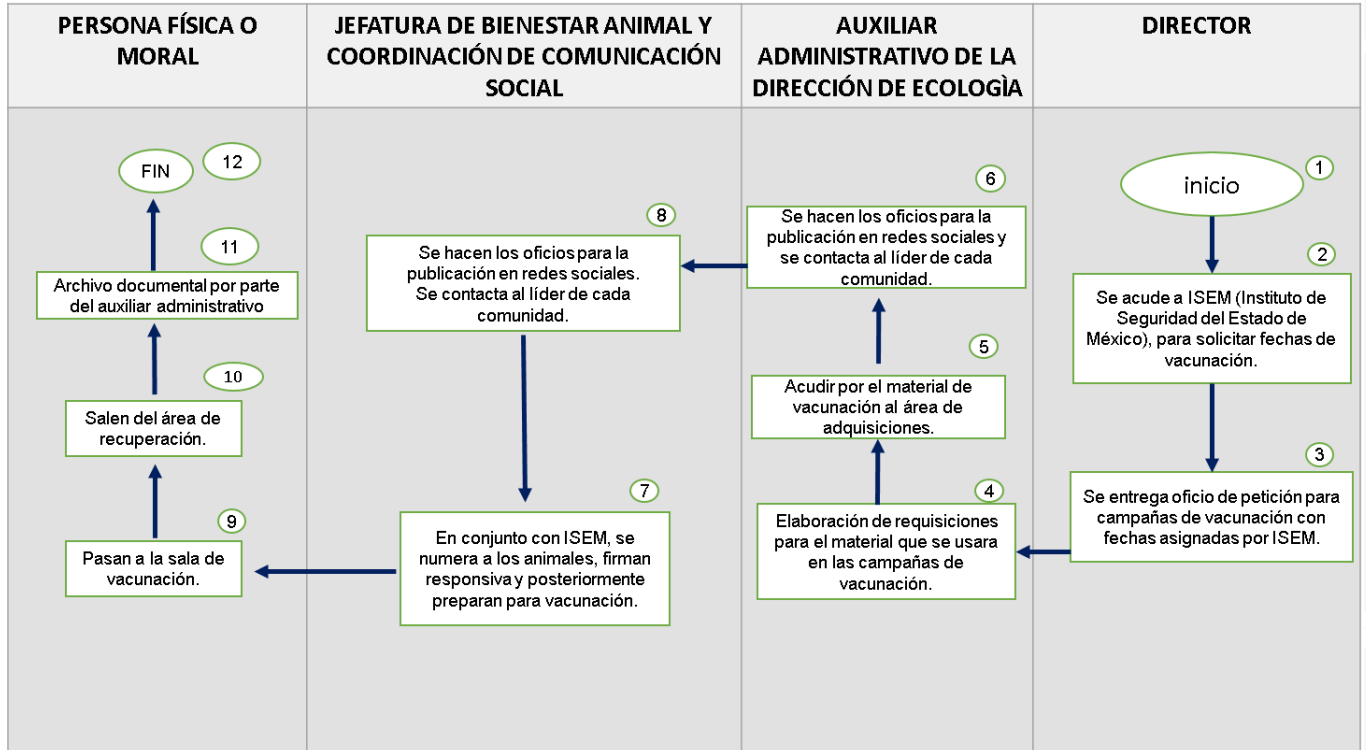 PERSONA FÍSICA O
MORAL
JEFATURA DE BIENESTAR ANIMAL Y
COORDINACIÓN DE COMUNICACIÓN
SOCIAL
AUXILIAR
ADMINISTRATIVO DE LA
DIRECCIÓN DE ECOLOGÌA
DIRECTOR
1
inicio
2
Se acude a ISEM (Instituto de
Seguridad del Estado de
México), para solicitar fechas de
vacunación.
3
Se entrega oficio de petición para
campañas de vacunación con
fechas asignadas por ISEM.
4
Elaboración de requisiciones
para el material que se usara
en las campañas de
vacunación.
5
Acudir por el material de
vacunación al área de
adquisiciones.
6
Se hacen los oficios para la
publicación en redes sociales y
se contacta al líder de cada
comunidad.
8
Se hacen los oficios para la
publicación en redes sociales.
Se contacta al líder de cada
comunidad.
7
En conjunto con ISEM, se
numera a los animales, firman
responsiva y posteriormente
preparan para vacunación.
9
Pasan a la sala de
vacunación.
10
Salen del área de
recuperación.
11
Archivo documental por parte
del auxiliar administrativo
12
FIN